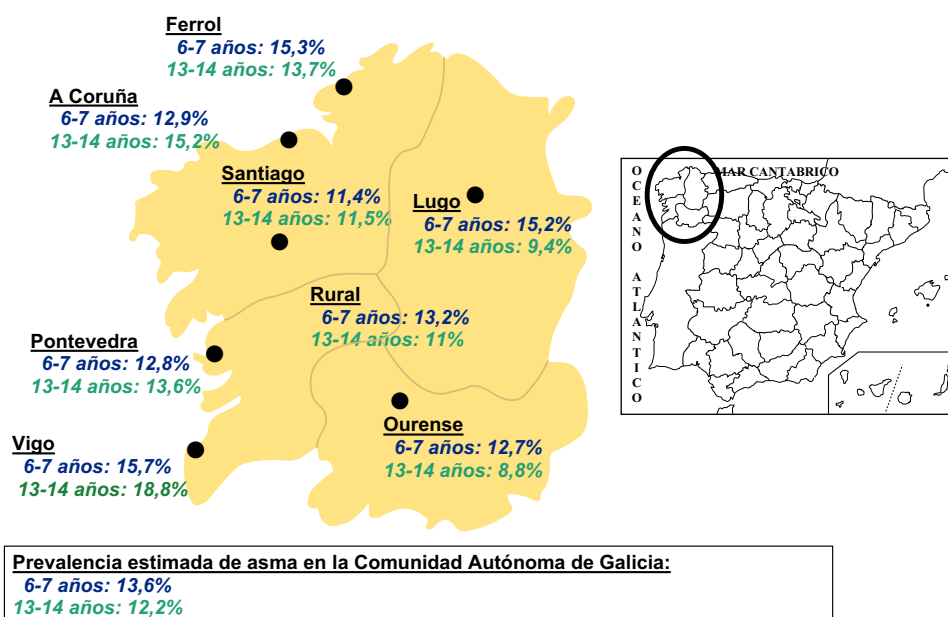 Ferrol
6-7 años: 15,3%
13-14 años: 13,7%
A Coruña
6-7 años: 12,9%
13-14 años: 15,2%
Santiago
6-7 años: 11,4%
13-14 años: 11,5%
Lugo
6-7 años: 15,2%
13-14 años: 9,4%
Rural
6-7 años: 13,2%
13-14 años: 11%
Pontevedra
6-7 años: 12,8%
13-14 años: 13,6%
Ourense
6-7 años: 12,7%
13-14 años: 8,8%
Vigo
6-7 años: 15,7%
13-14 años: 18,8%
MAR CANTABRICO
OCEANO ATLANTICO
Prevalencia estimada de asma en la Comunidad Autónoma de Galicia:
6-7 años: 13,6%
13-14 años: 12,2%